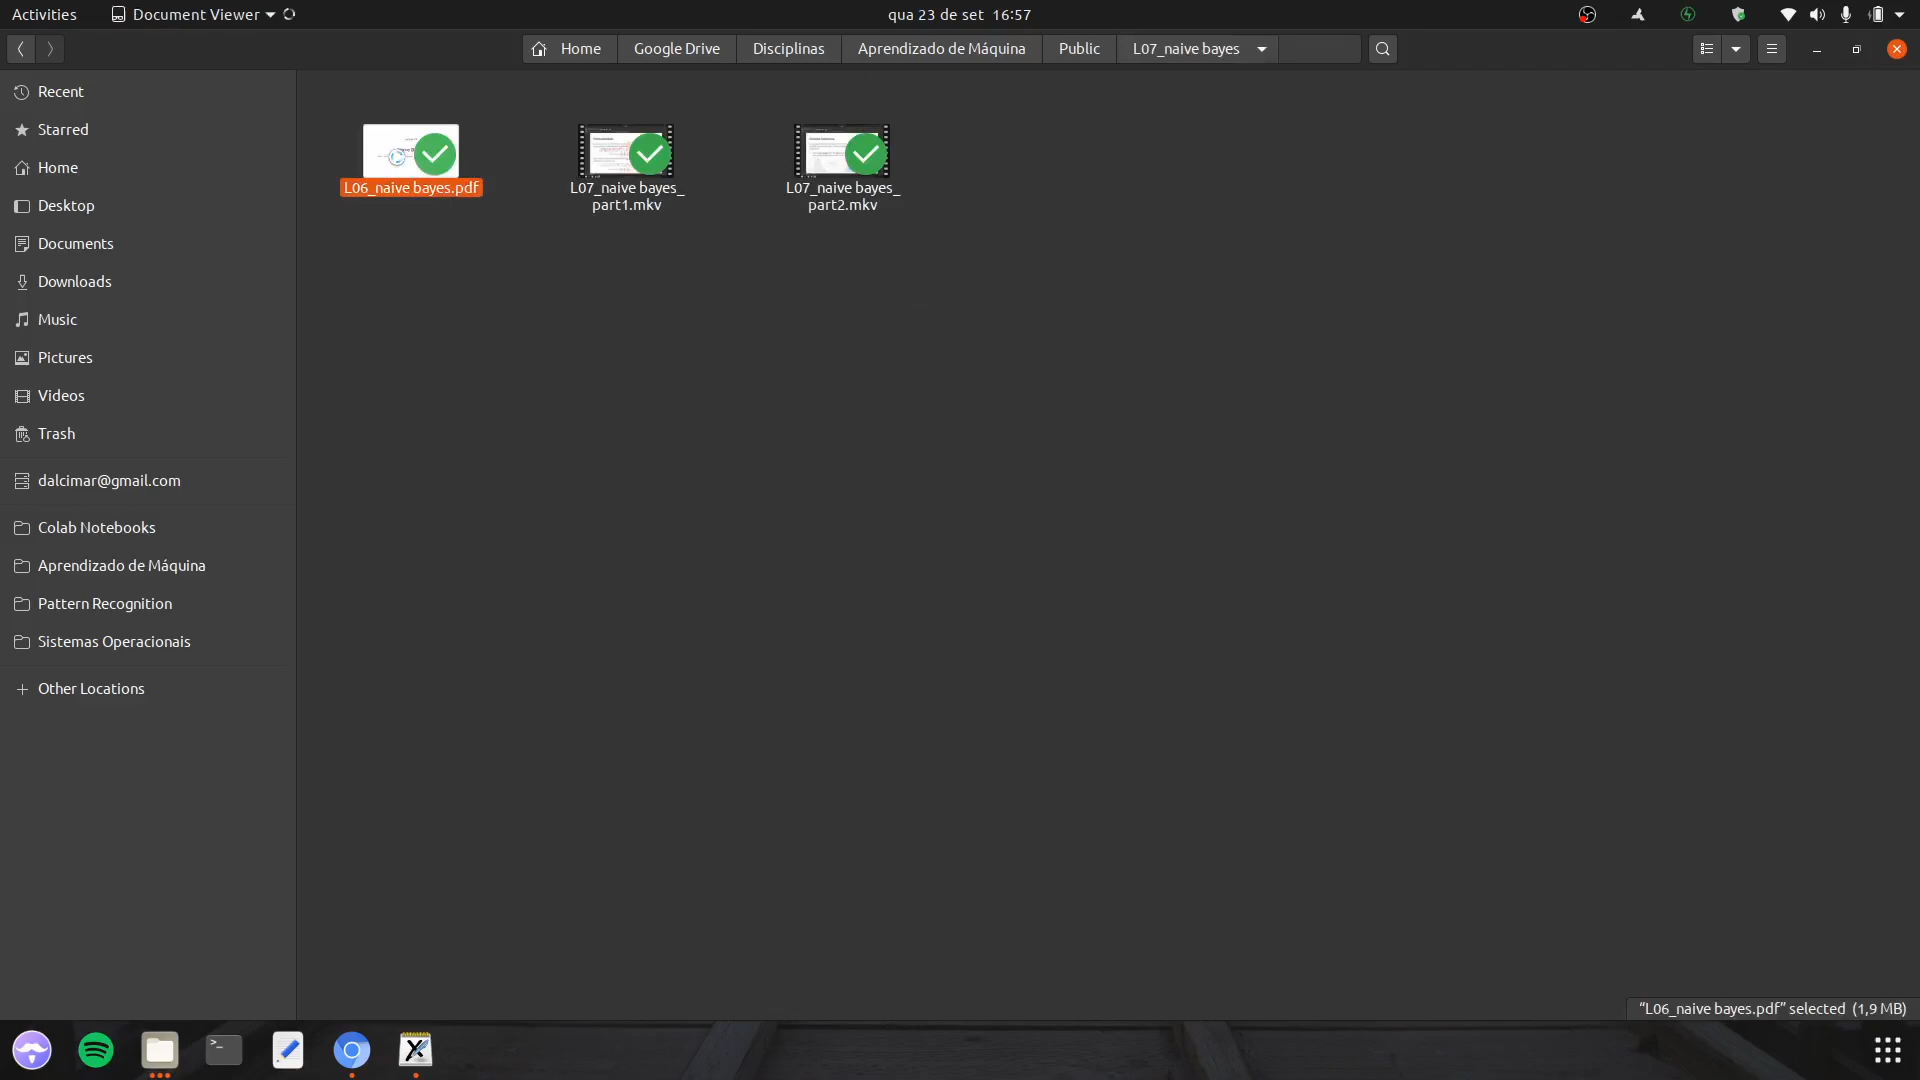 Activities
Document Viewer
qua 23 de set 16:57
Home
Google Drive
Disciplinas
Aprendizado de Máquina
Public
L07_naive bayes
Recent
Starred
Home
Desktop
Documents
Downloads
Music
Pictures
Videos
Trash
dalcimar@gmail.com
Colab Notebooks
Aprendizado de Máquina
Pattern Recognition
Sistemas Operacionais
Other Locations
L06_naive bayes.pdf
L07_naive bayes_
part1.mkv
L07_naive bayes_
part2.mkv
“L06_naive bayes.pdf” selected (1,9 MB)